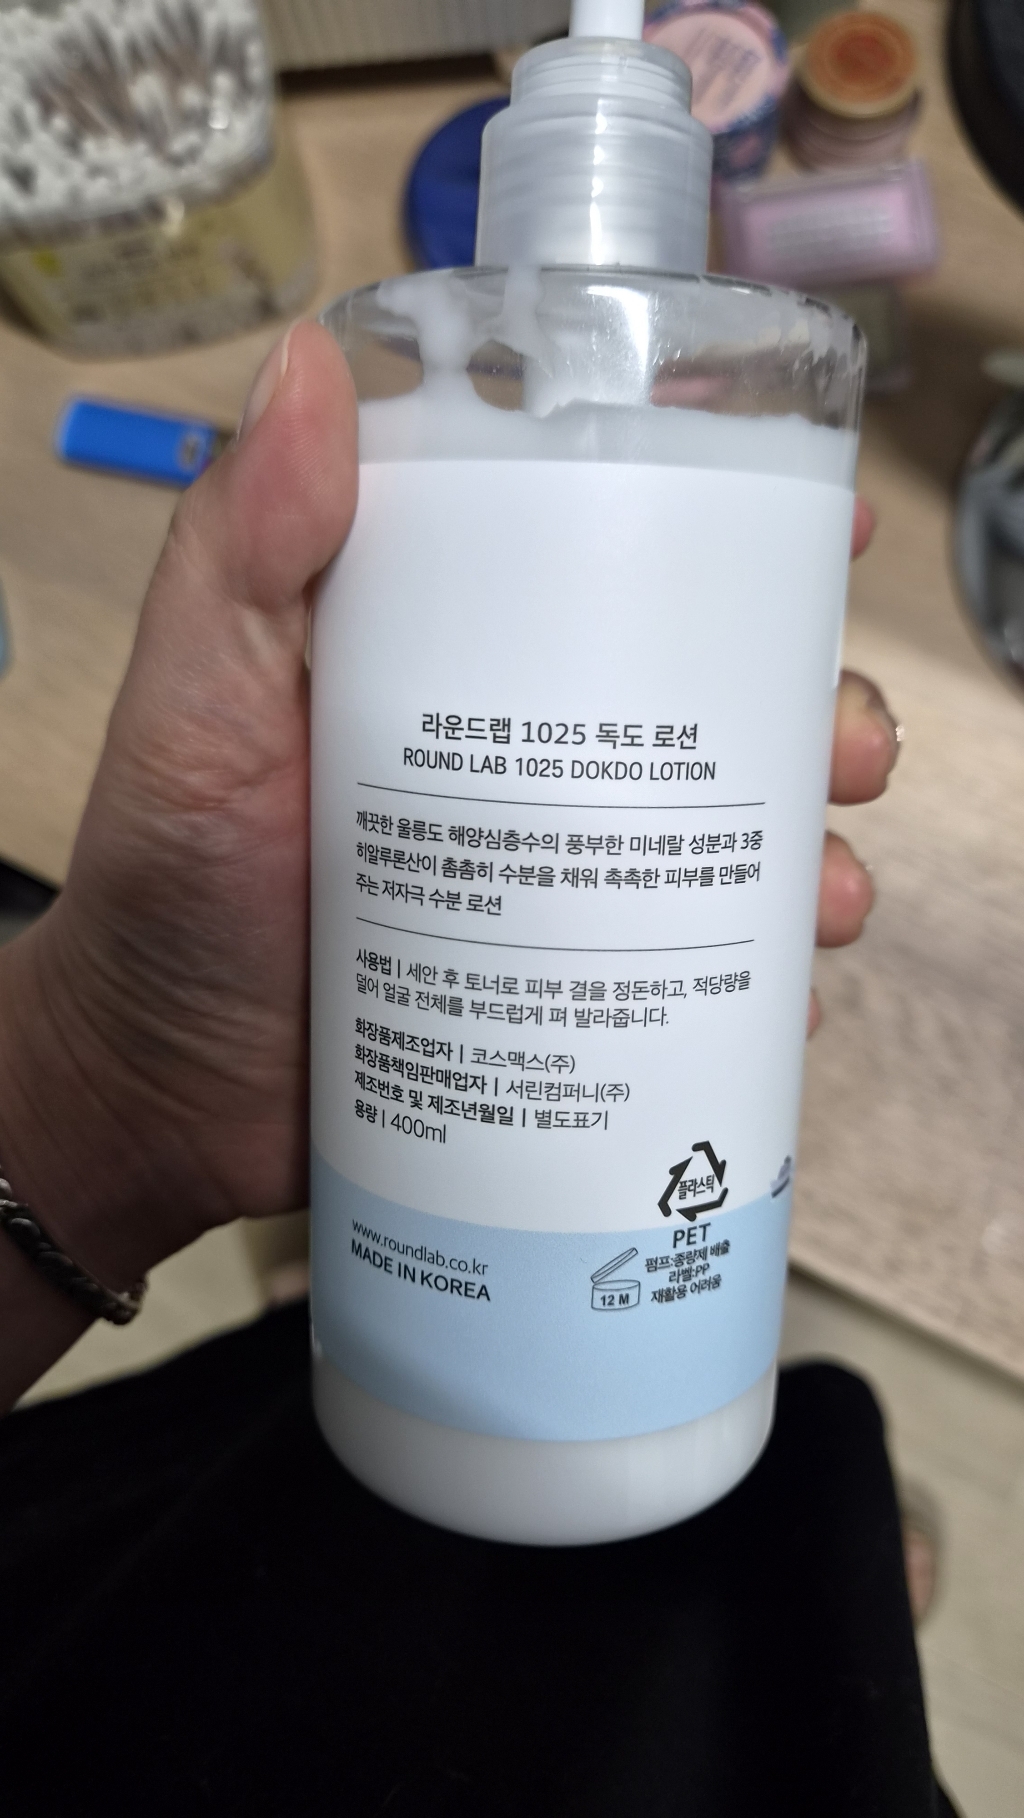 라운드랩 1025 독도 로션
ROUND LAB 1025 DOKDO LOTION
깨끗한 울릉도 해양심층수의 풍부한 미네랄 성분과 3중
히알루론산이 촘촘히 수분을 채워 촉촉한 피부를 만들어
주는 저자극 수분 로션
사용법 | 세안 후 토너로 피부 결을 정돈하고, 적당량을
덜어 얼굴 전체를 부드럽게 펴 발라줍니다.
화장품제조업자 | 코스맥스(주)
화장품책임판매업자 | 서린컴퍼니(주)
제조번호 및 제조년월일 | 별도표기
용량 | 400ml
플라스틱
PET
펌프:중량제 배출
라벨:PP
재활용 어려움
12 M
www.roundlab.co.kr
MADE IN KOREA